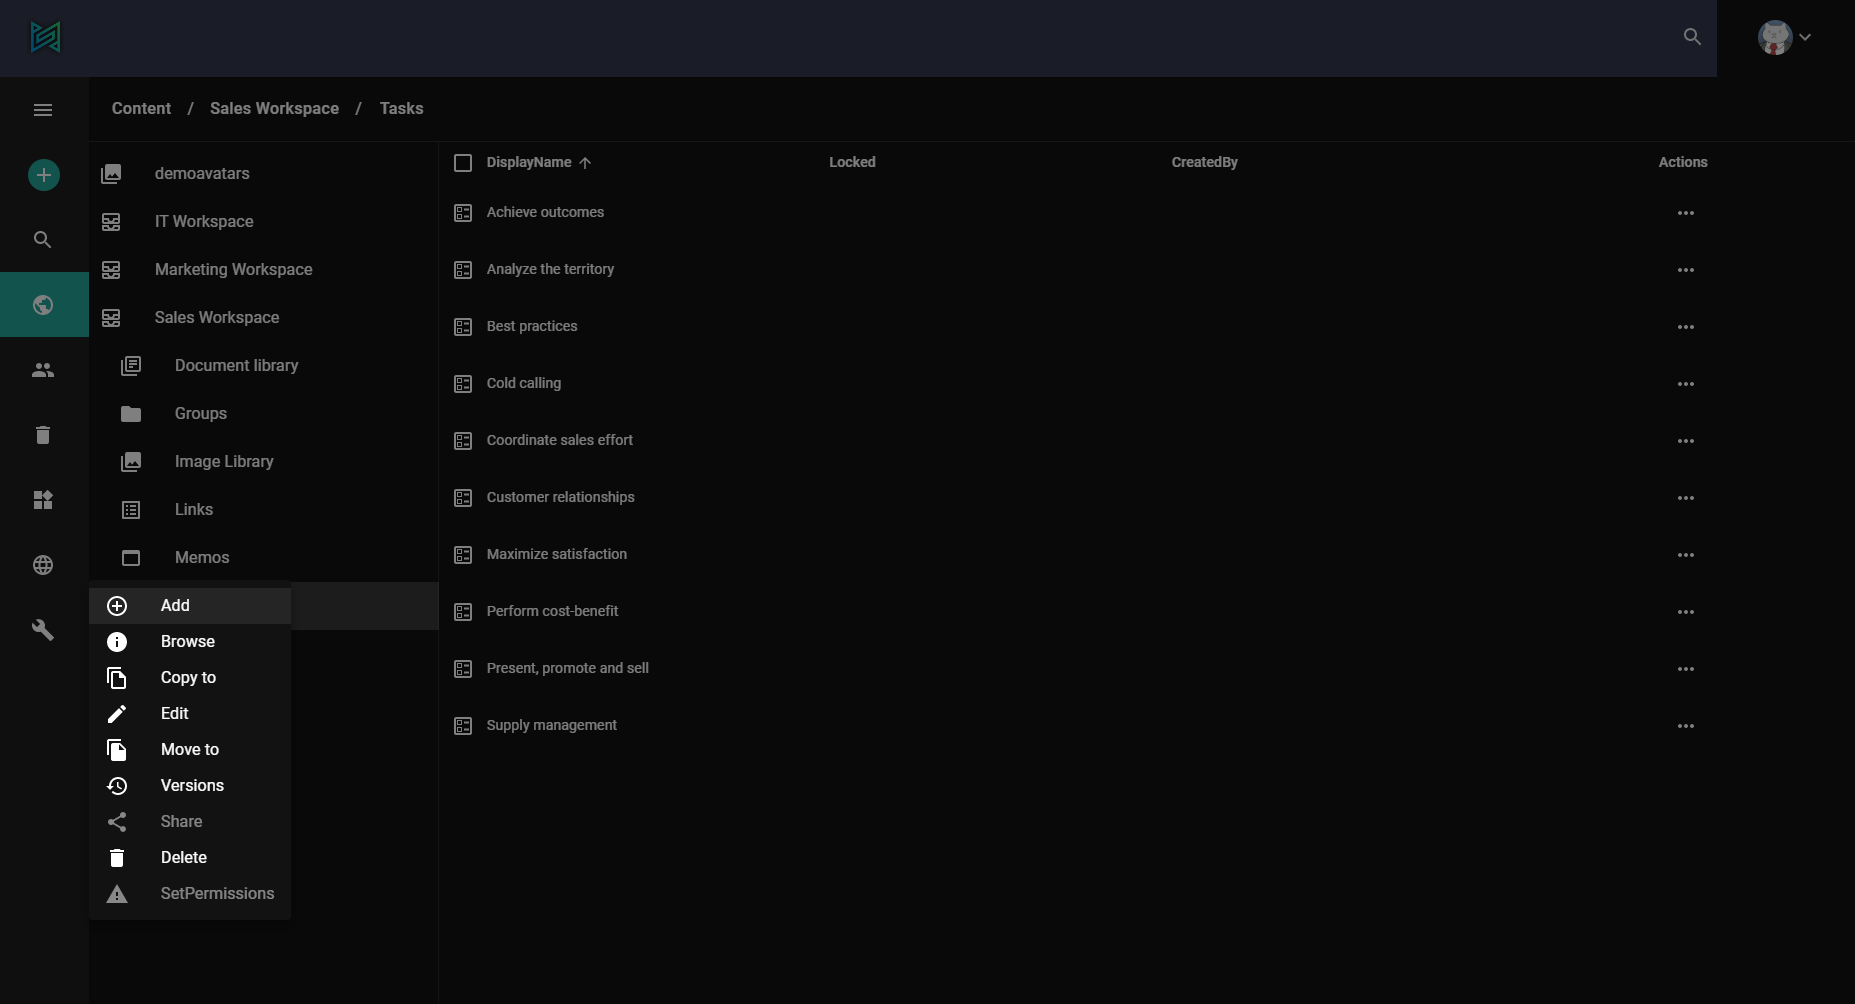 Content / Sales Workspace / Tasks
demoavatars
IT Workspace
Marketing Workspace
Sales Workspace
Document library
Groups
Image Library
Links
Memos
Add
Browse
Copy to
Edit
Move to
Versions
Share
Delete
SetPermissions
DisplayName Locked CreatedBy Actions
Achieve outcomes
Analyze the territory
Best practices
Cold calling
Coordinate sales effort
Customer relationships
Maximize satisfaction
Perform cost-benefit
Present, promote and sell
Supply management